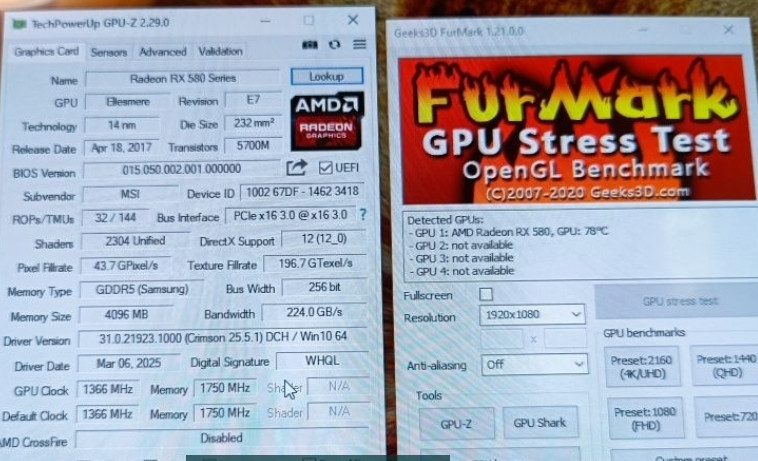 TechPowerUp GPU-Z 2.29.0
Graphics Card Sensors Advanced Validation
Name Radeon RX 580 Series Lookup
GPU Ellesmere Revision E7
Technology 14 nm Die Size 232 mm²
Release Date Apr 18, 2017 Transistors 5700M
AMD
RADEON
GRAPHICS
BIOS Version 015.050.002.001.000000 UEFI
Subvendor MSI Device ID 1002 67DF - 1462 3418
ROPs/TMUs 32 / 144 Bus Interface PCIe x16 3.0 @ x16 3.0 ?
Shaders 2304 Unified DirectX Support 12 (12_0)
Pixel Fillrate 43.7 GPixel/s Texture Fillrate 196.7 GTexel/s
Memory Type GDDR5 (Samsung) Bus Width 256 bit
Memory Size 4096 MB Bandwidth 224.0 GB/s
Driver Version 31.0.21923.1000 (Crimson 25.5.1) DCH / Win10 64
Driver Date Mar 06, 2025 Digital Signature WHQL
GPU Clock 1366 MHz Memory 1750 MHz Shader N/A
Default Clock 1366 MHz Memory 1750 MHz Shader N/A
AMD CrossFire Disabled
Geeks3D FurMark 1.21.0.0
FurMark
GPU Stress Test
OpenGL Benchmark
(C)2007-2020 Geeks3D.com
Detected GPUs:
- GPU 1: AMD Radeon RX 580, GPU: 78°C
- GPU 2: not available
- GPU 3: not available
- GPU 4: not available
Fullscreen
Resolution 1920x1080
x
Anti-aliasing Off
GPU stress test
GPU benchmarks
Preset:2160
(4K/UHD)
Preset:1440
(QHD)
Preset:1080
(FHD)
Preset:720
Tools
GPU-Z GPU Shark
Custom preset